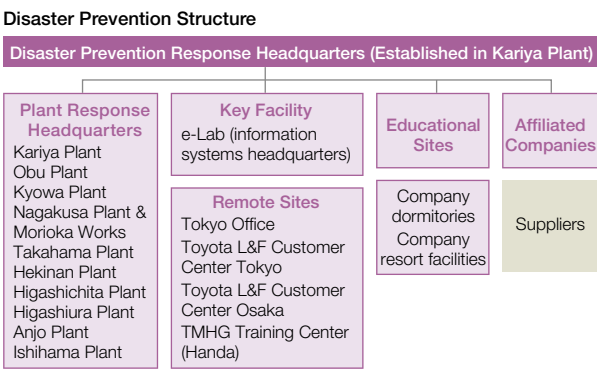 Disaster Prevention Structure
Disaster Prevention Response Headquarters (Established in Kariya Plant)
Plant Response
Headquarters
Kariya Plant
Obu Plant
Kyowa Plant
Nagakusa Plant &
Morioka Works
Takahama Plant
Hekinan Plant
Higashichita Plant
Higashiura Plant
Anjo Plant
Ishihama Plant
Key Facility
e-Lab (information
systems headquarters)
Remote Sites
Tokyo Office
Toyota L&F Customer
Center Tokyo
Toyota L&F Customer
Center Osaka
TMHG Training Center
(Handa)
Educational
Sites
Company
dormitories
Company
resort facilities
Affiliated
Companies
Suppliers